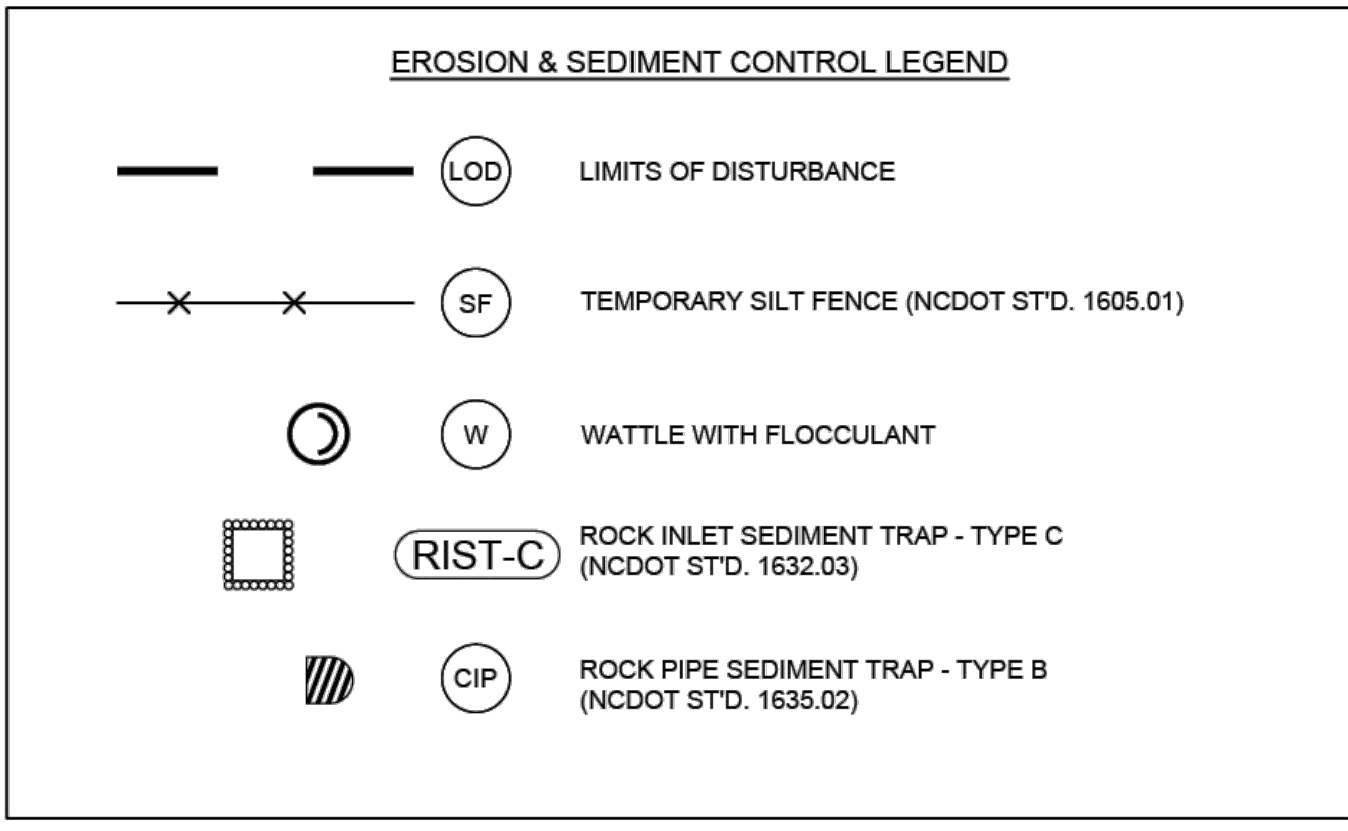 EROSION & SEDIMENT CONTROL LEGEND
LOD LIMITS OF DISTURBANCE
SF TEMPORARY SILT FENCE (NCDOT ST'D. 1605.01)
W WATTLE WITH FLOCCULANT
RIST-C ROCK INLET SEDIMENT TRAP - TYPE C
(NCDOT ST'D. 1632.03)
CIP ROCK PIPE SEDIMENT TRAP - TYPE B
(NCDOT ST'D. 1635.02)